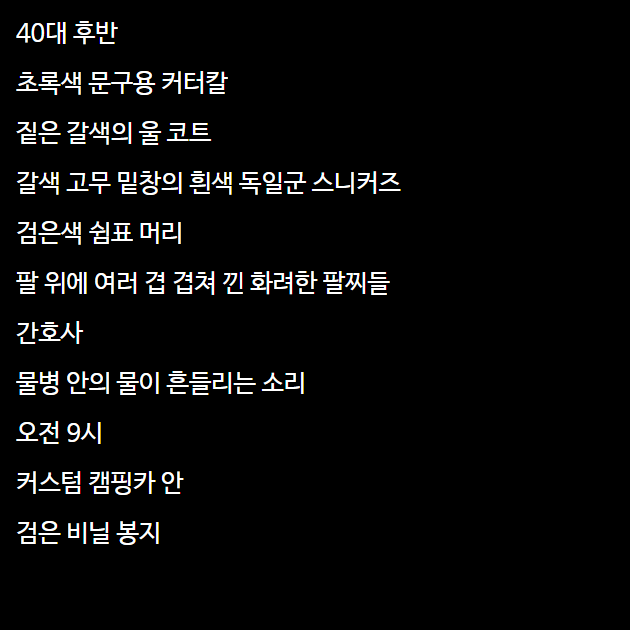 40대 후반
초록색 문구용 커터칼
짙은 갈색의 울 코트
갈색 고무 밑창의 흰색 독일군 스니커즈
검은색 쉼표 머리
팔 위에 여러 겹 겹쳐 낀 화려한 팔찌들
간호사
물병 안의 물이 흔들리는 소리
오전 9시
커스텀 캠핑카 안
검은 비닐 봉지